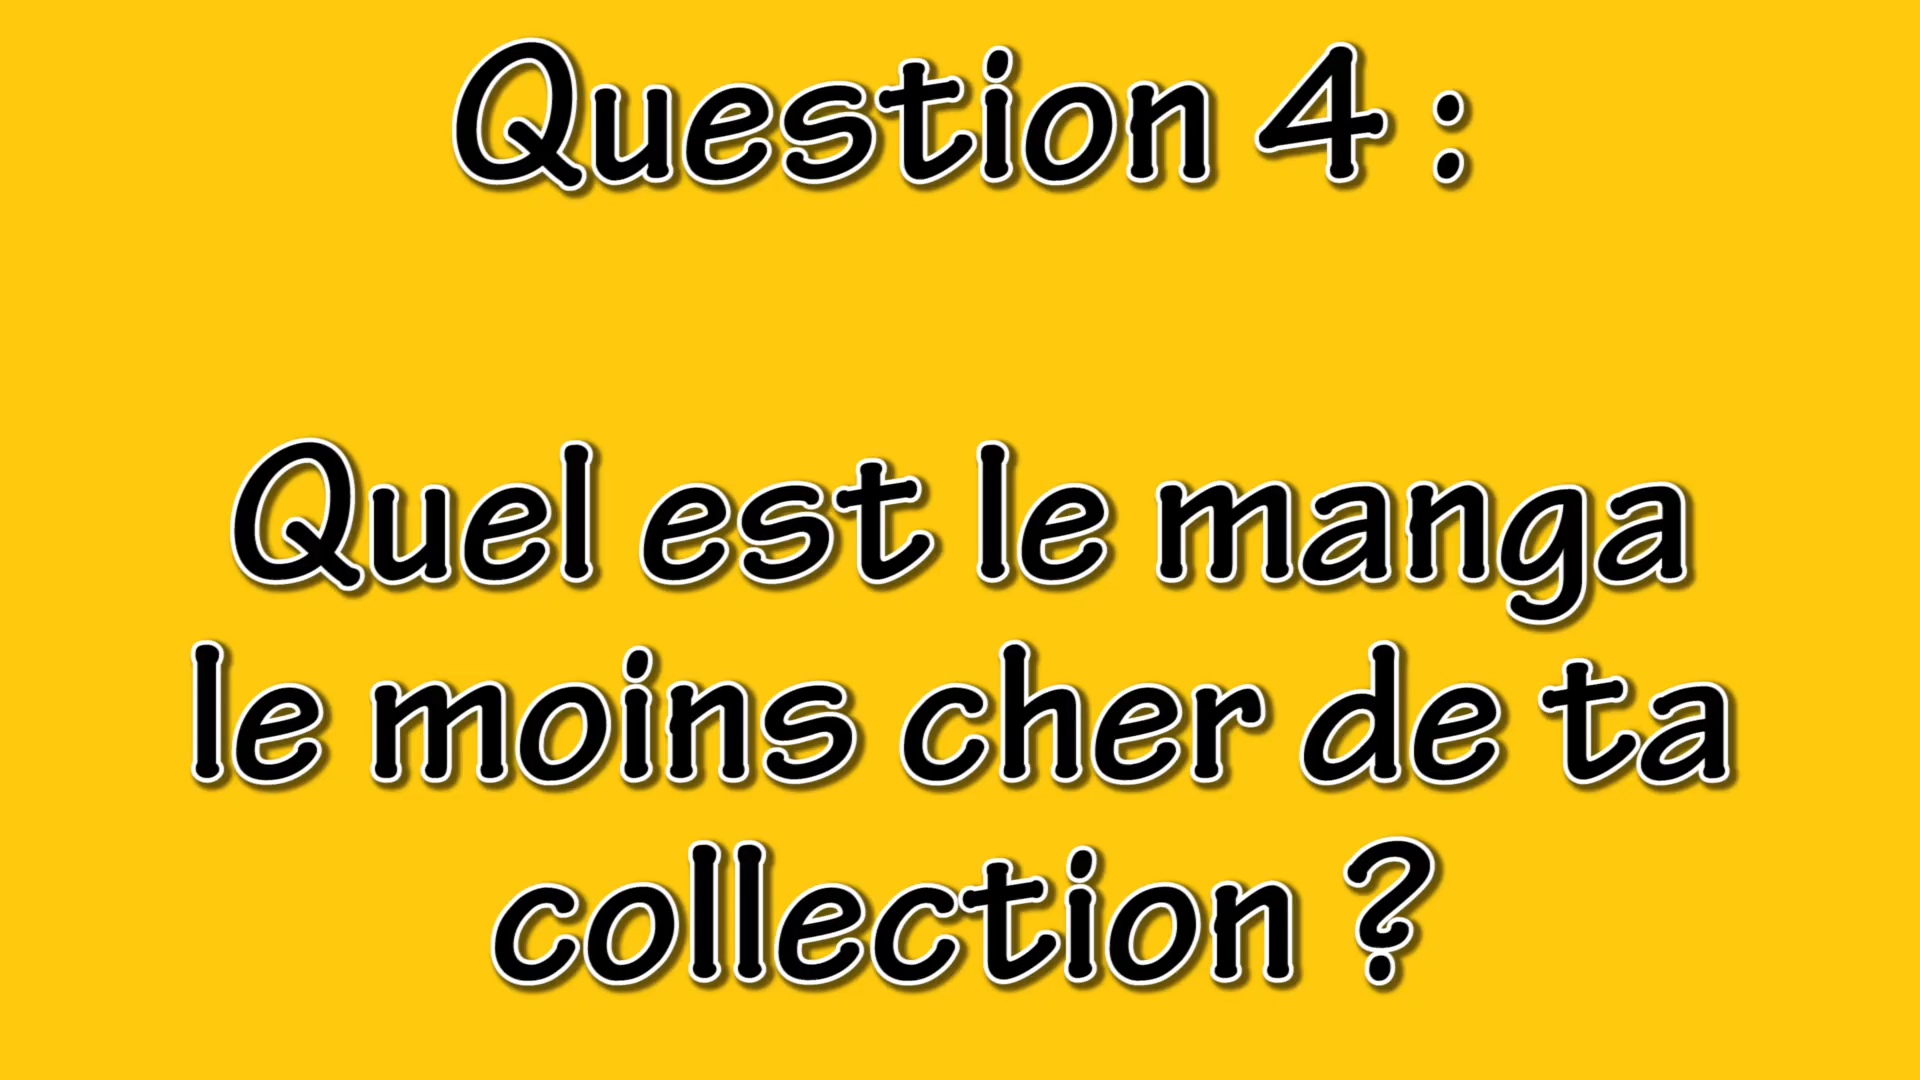 Question 4 :
Quel est le manga
le moins cher de ta
collection ?